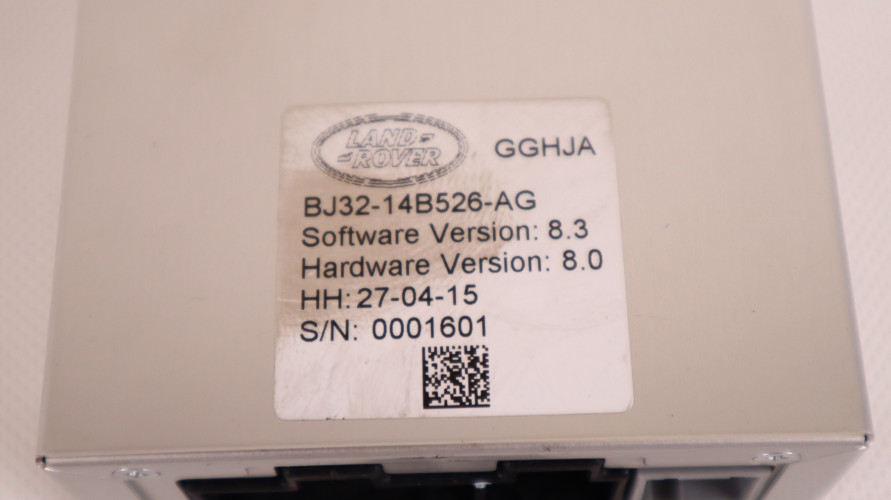 LAND-
-ROVER
GGHJA
BJ32-14B526-AG
Software Version: 8.3
Hardware Version: 8.0
HH: 27-04-15
S/N: 0001601